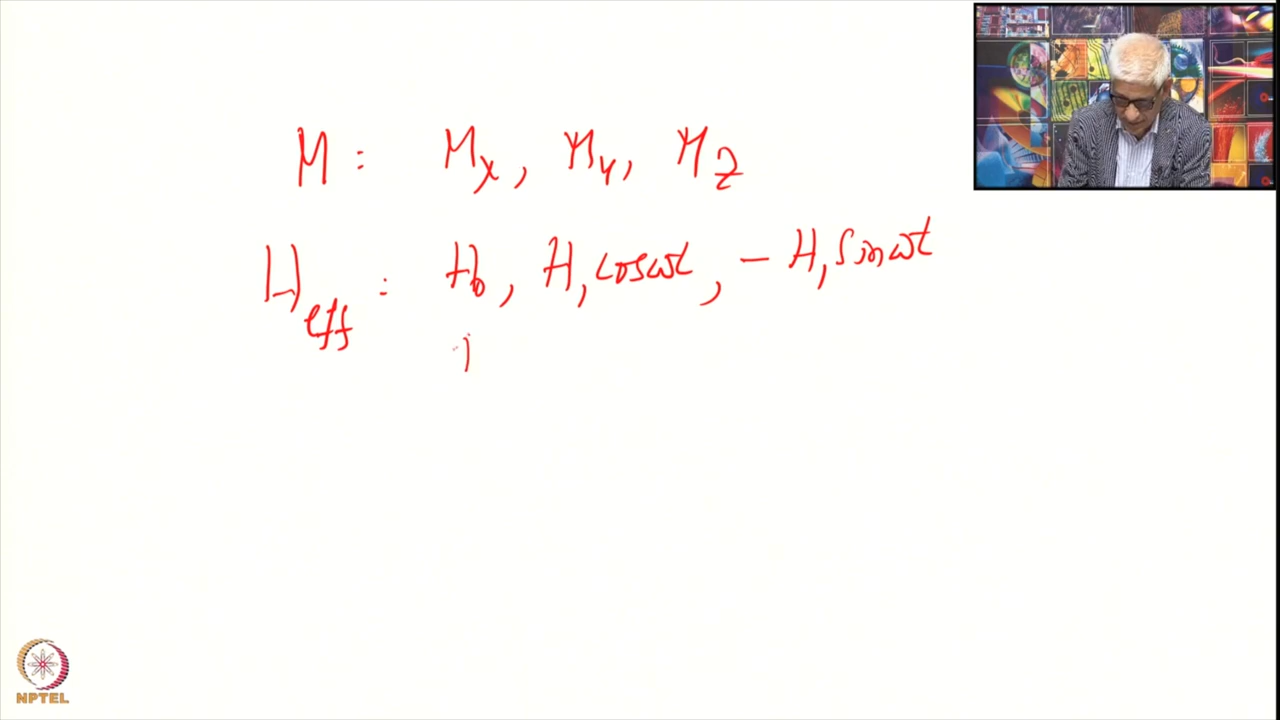 M : Mx, My, Mz
Heff : H0, H1 cosωt, - H1 sinωt
NPTEL